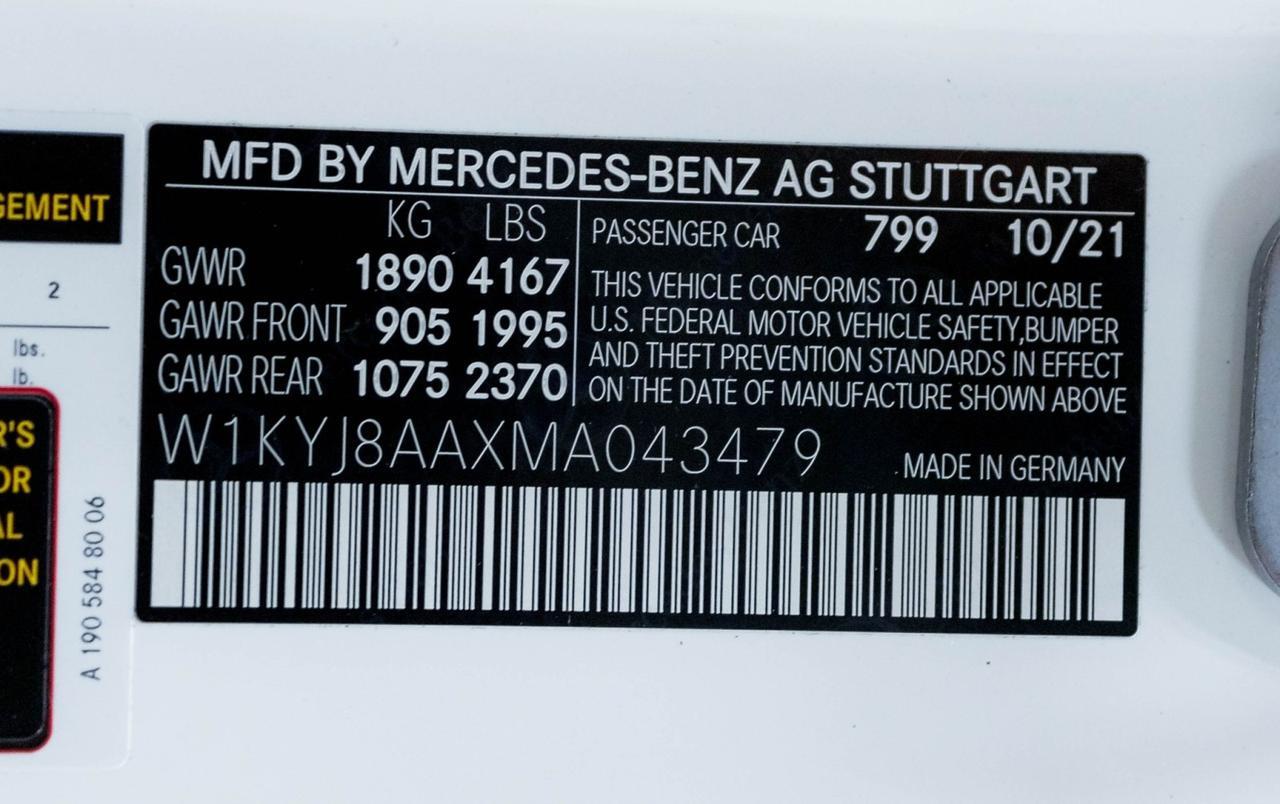 MFD BY MERCEDES-BENZ AG STUTTGART
KG LBS
GVWR 1890 4167
GAWR FRONT 905 1995
GAWR REAR 1075 2370
PASSENGER CAR 799 10/21
THIS VEHICLE CONFORMS TO ALL APPLICABLE
U.S. FEDERAL MOTOR VEHICLE SAFETY,BUMPER
AND THEFT PREVENTION STANDARDS IN EFFECT
ON THE DATE OF MANUFACTURE SHOWN ABOVE
W1KYJ8AAXMA043479
MADE IN GERMANY
GEMENT
2
lbs.
lb.
R'S
OR
AL
ON
A 190 584 80 06